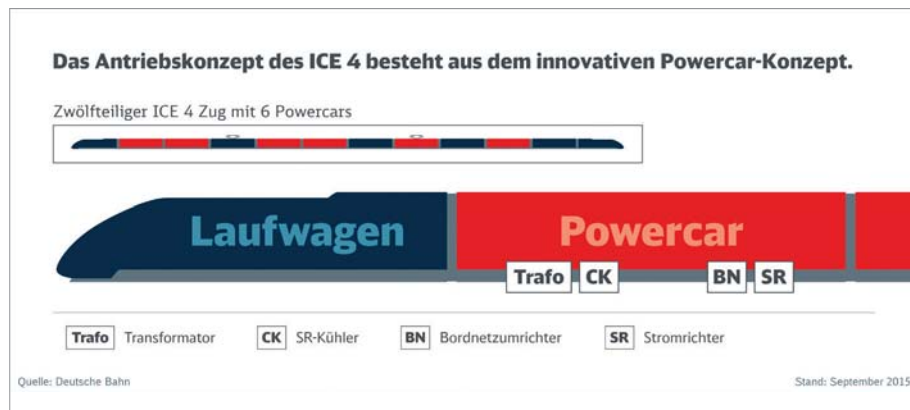 Das Antriebskonzept des ICE 4 besteht aus dem innovativen Powercar-Konzept.
Zwölfteiliger ICE 4 Zug mit 6 Powercars
Laufwagen Powercar
Trafo CK BN SR
Trafo Transformator CK SR-Kühler BN Bordnetzumrichter SR Stromrichter
Quelle: Deutsche Bahn Stand: September 2015